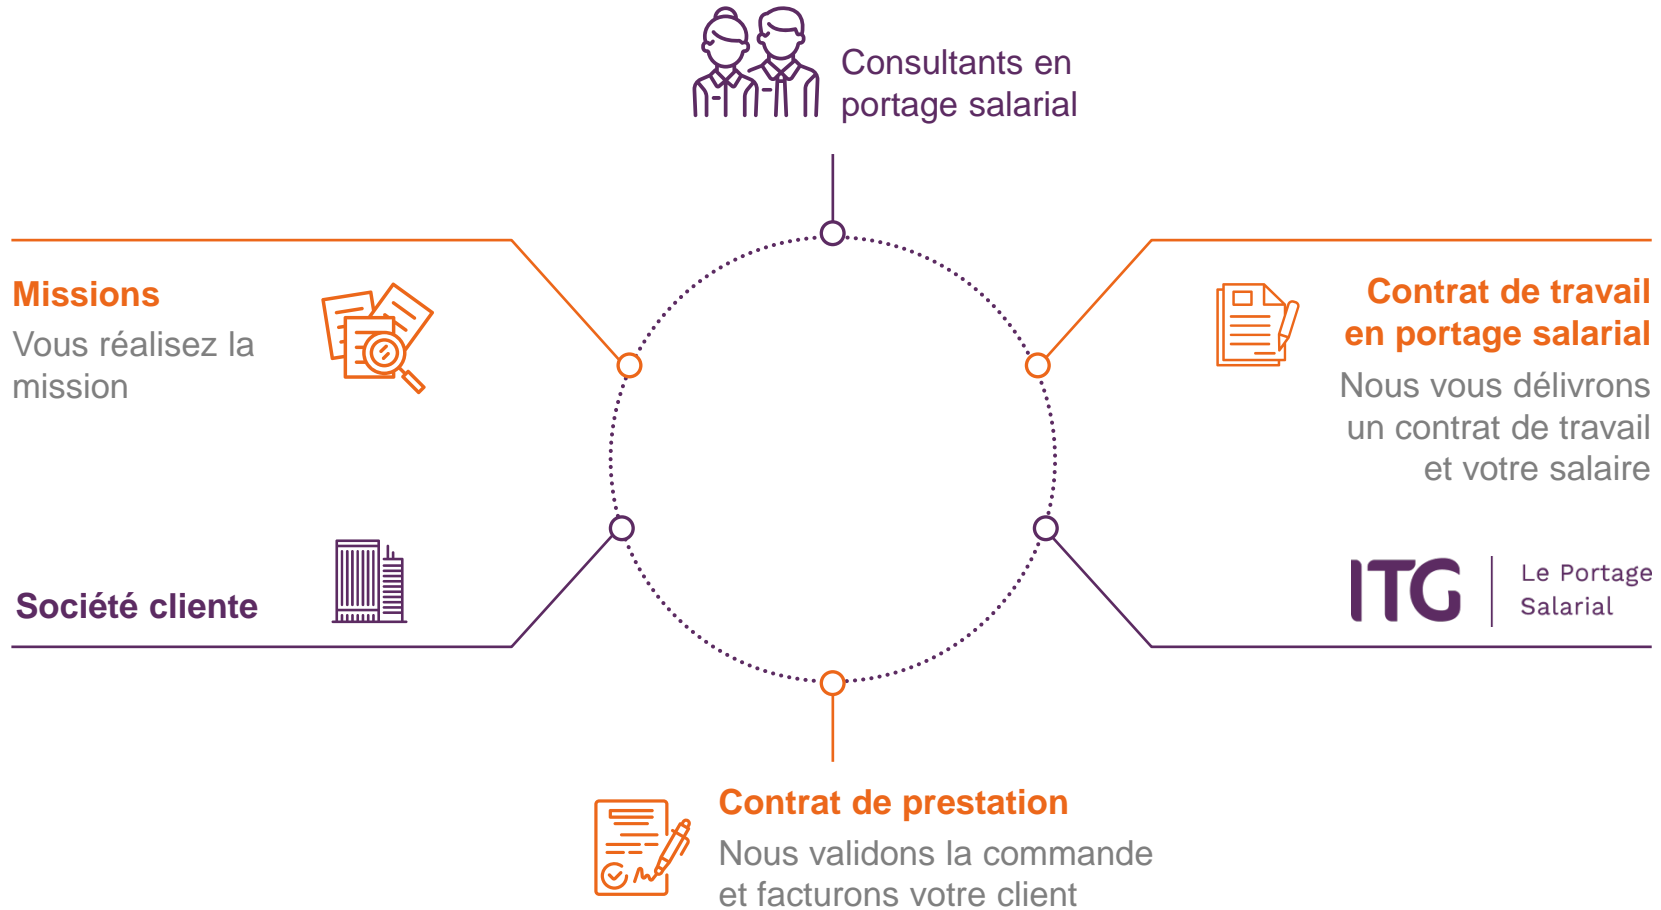 Consultants en
portage salarial
Missions
Vous réalisez la
mission
Contrat de travail
en portage salarial
Nous vous délivrons
un contrat de travail
et votre salaire
Société cliente
ITG
Le Portage
Salarial
Contrat de prestation
Nous validons la commande
et facturons votre client